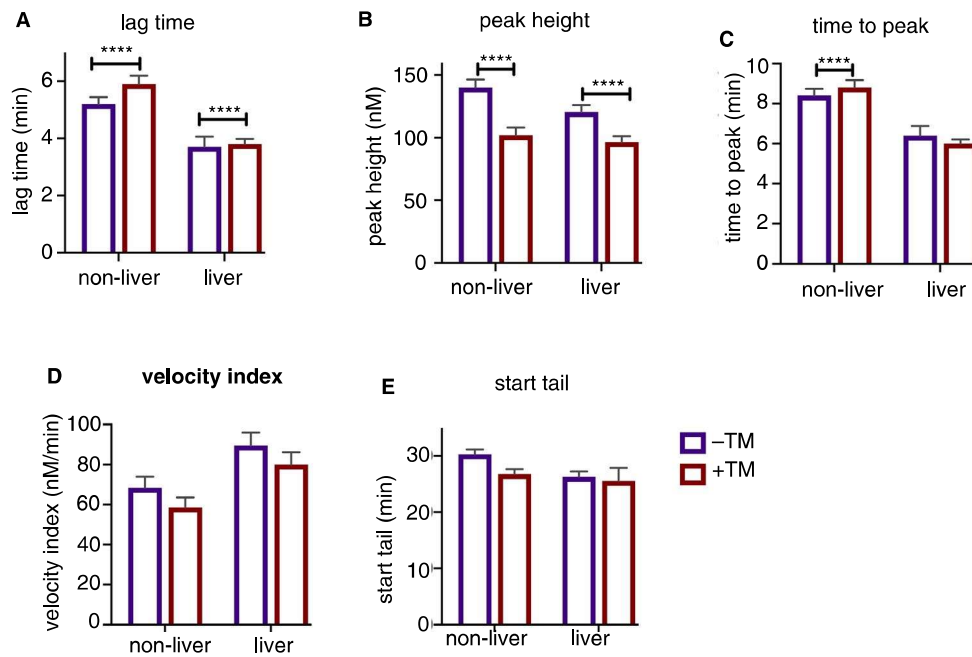 A
lag time
****
****
6
4
2
0
lag time (min)
non-liver
liver
B
peak height
****
****
150
100
50
0
peak height (nM)
non-liver
liver
C
time to peak
****
10
8
6
4
2
0
time to peak (min)
non-liver
liver
D
velocity index
100
80
60
40
20
0
velocity index (nM/min)
non-liver
liver
E
start tail
30
20
10
0
start tail (min)
non-liver
liver
–TM
+TM